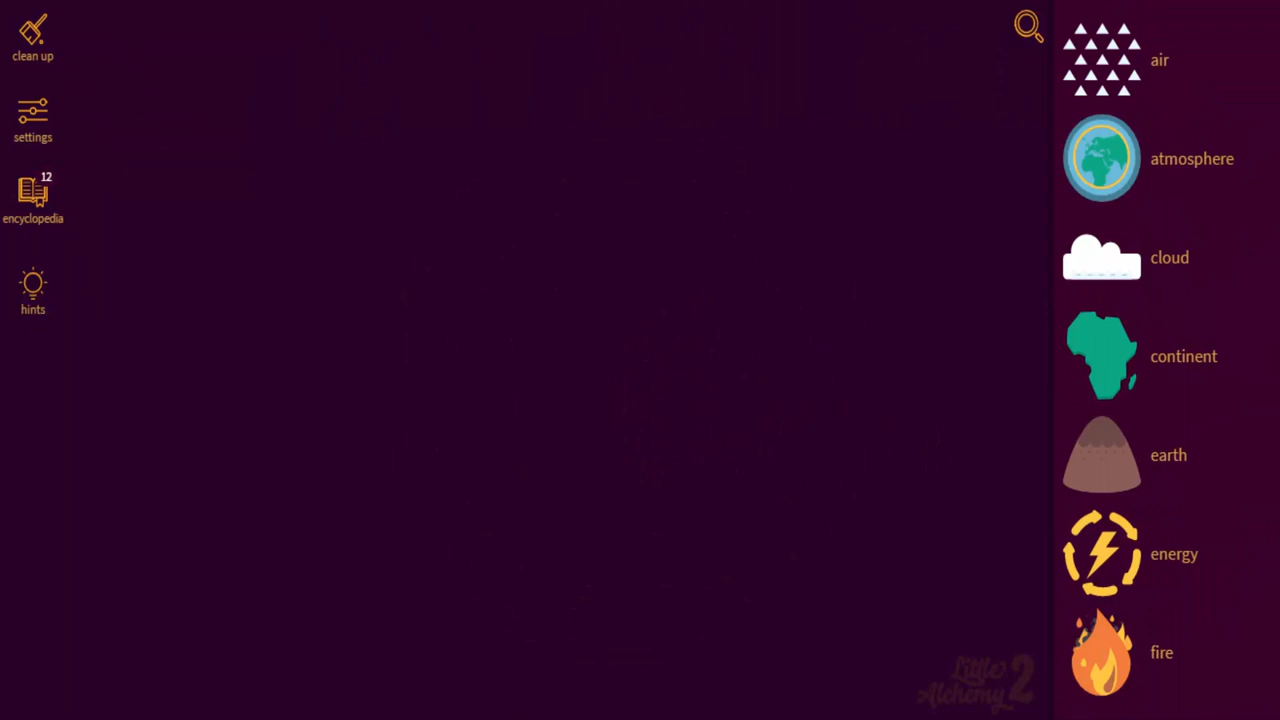 clean up
settings
12
encyclopedia
hints
air
atmosphere
cloud
continent
earth
energy
fire
Little
Alchemy 2